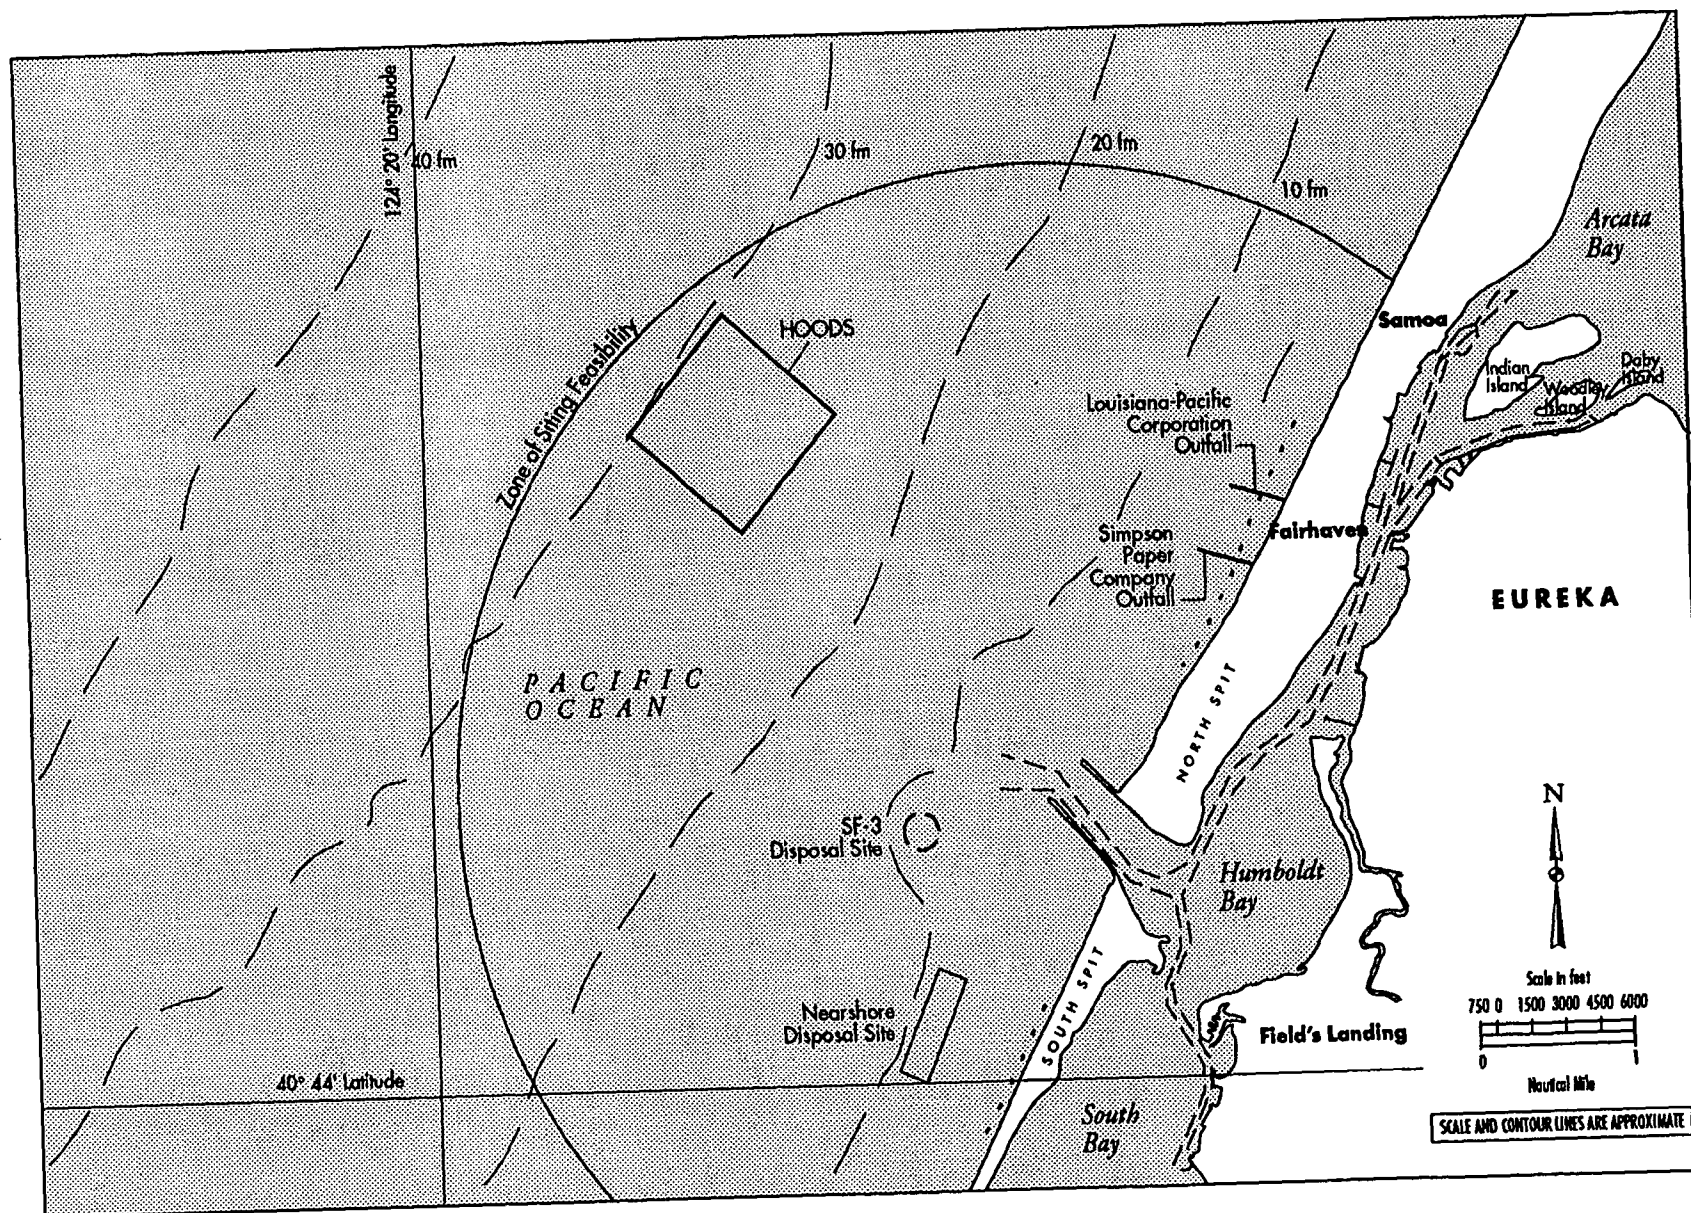 124° 20' Longitude
40 fm
30 fm
20 fm
10 fm
Arcata
Bay
HOODS
Zone of Siting Feasibility
Samoa
Indian
Island
Woodley
Island
Daby
Island
Louisiana-Pacific
Corporation
Outfall
Simpson
Paper
Company
Outfall
Fairhaven
EUREKA
PACIFIC
OCEAN
NORTH SPIT
SF-3
Disposal Site
Humboldt
Bay
N
SOUTH SPIT
Nearshore
Disposal Site
Field's Landing
Scale in feet
750 0 1500 3000 4500 6000
0 1
Nautical Mile
40° 44' Latitude
South
Bay
SCALE AND CONTOUR LINES ARE APPROXIMATE